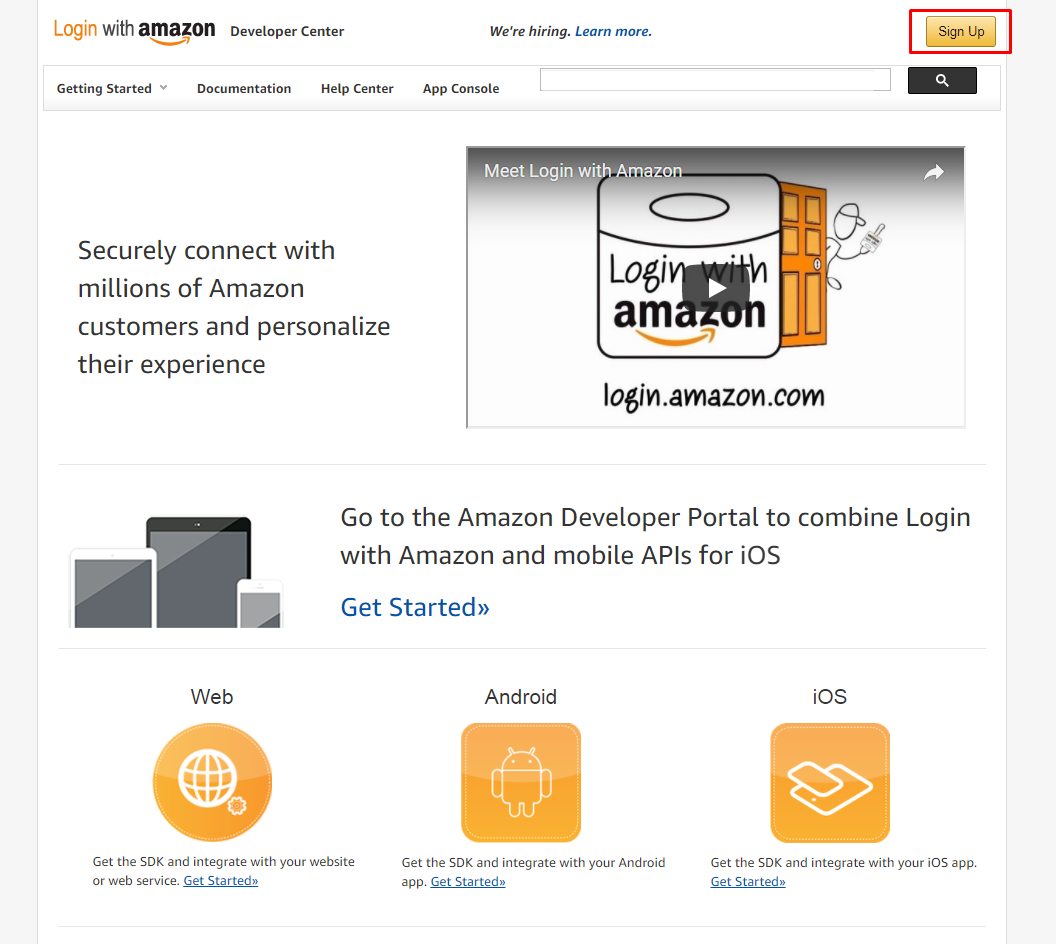 Login with amazon Developer Center We're hiring. Learn more. Sign Up
Getting Started Documentation Help Center App Console
Meet Login with Amazon
Login with
amazon
login.amazon.com
Securely connect with
millions of Amazon
customers and personalize
their experience
Go to the Amazon Developer Portal to combine Login
with Amazon and mobile APIs for iOS
Get Started»
Web Android iOS
Get the SDK and integrate with your website
or web service. Get Started»
Get the SDK and integrate with your Android
app. Get Started»
Get the SDK and integrate with your iOS app.
Get Started»